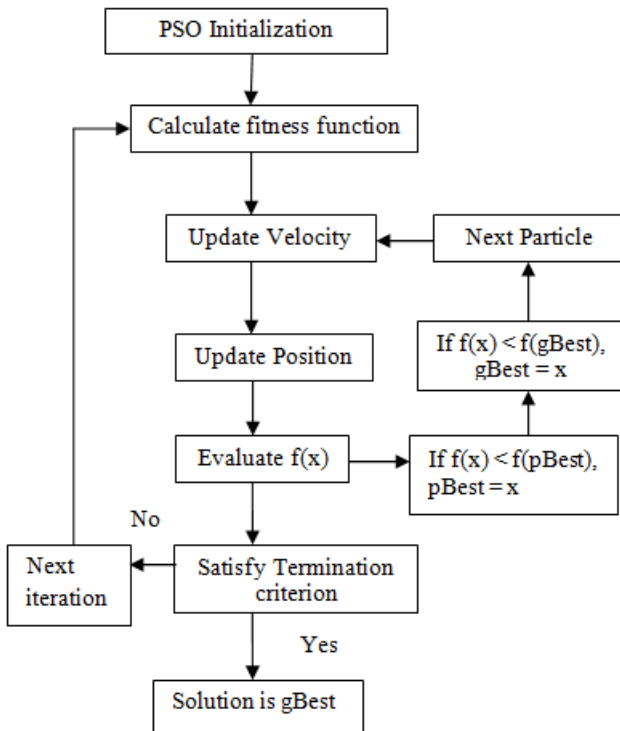 PSO Initialization
Calculate fitness function
Update Velocity
Next Particle
If f(x) < f(gBest),
gBest = x
Update Position
Evaluate f(x)
If f(x) < f(pBest),
pBest = x
No
Next
iteration
Satisfy Termination
criterion
Yes
Solution is gBest